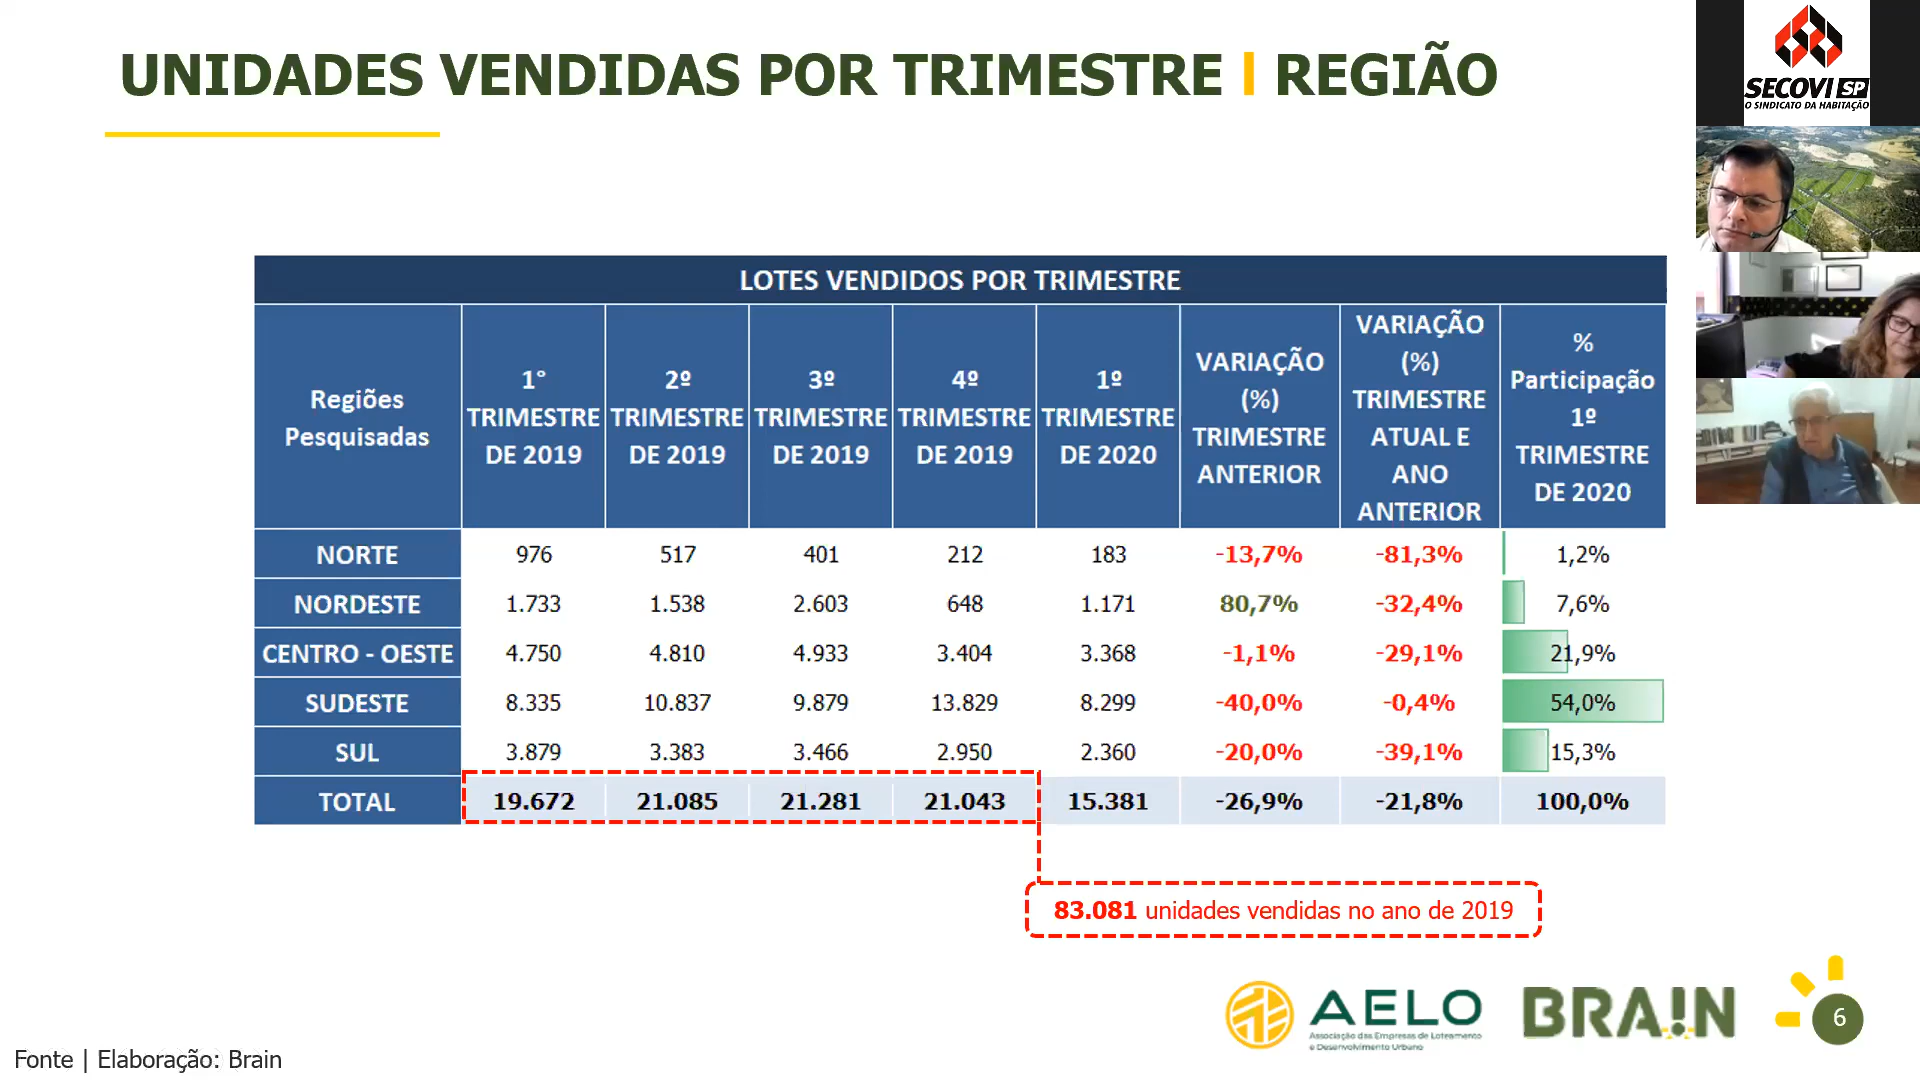 UNIDADES VENDIDAS POR TRIMESTRE | REGIÃO
SECOVI SP
O SINDICATO DA HABITAÇÃO
LOTES VENDIDOS POR TRIMESTRE
Regiões Pesquisadas
1° TRIMESTRE DE 2019
2º TRIMESTRE DE 2019
3º TRIMESTRE DE 2019
4º TRIMESTRE DE 2019
1º TRIMESTRE DE 2020
VARIAÇÃO (%) TRIMESTRE ANTERIOR
VARIAÇÃO (%) TRIMESTRE ATUAL E ANO ANTERIOR
% Participação 1º TRIMESTRE DE 2020
NORTE 976 517 401 212 183 -13,7% -81,3% 1,2%
NORDESTE 1.733 1.538 2.603 648 1.171 80,7% -32,4% 7,6%
CENTRO - OESTE 4.750 4.810 4.933 3.404 3.368 -1,1% -29,1% 21,9%
SUDESTE 8.335 10.837 9.879 13.829 8.299 -40,0% -0,4% 54,0%
SUL 3.879 3.383 3.466 2.950 2.360 -20,0% -39,1% 15,3%
TOTAL 19.672 21.085 21.281 21.043 15.381 -26,9% -21,8% 100,0%
83.081 unidades vendidas no ano de 2019
AELO
Associação das Empresas de Loteamento
e Desenvolvimento Urbano
BRA!N
6
Fonte | Elaboração: Brain